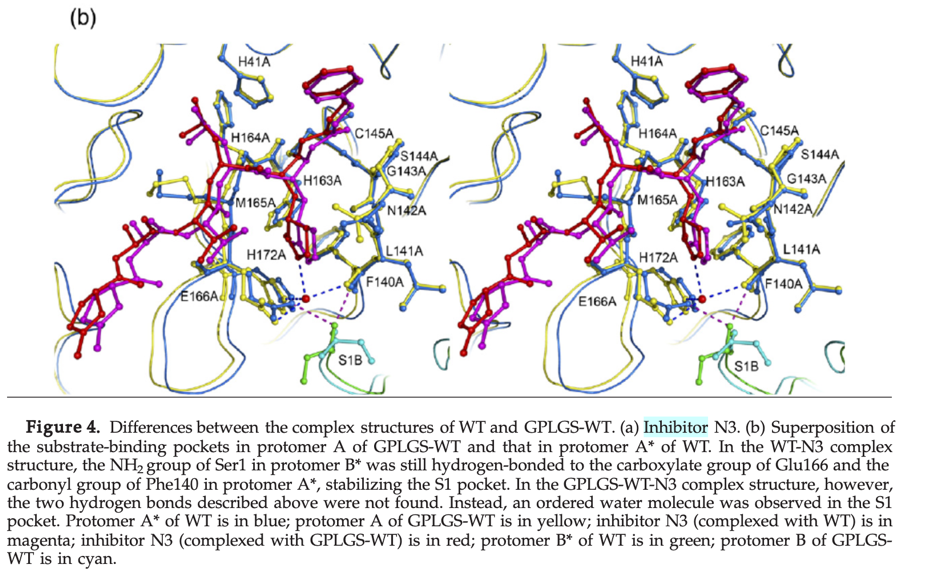 (b)
H41A
H164A
C145A
S144A
G143A
H163A
M165A
N142A
H172A
L141A
E166A
F140A
S1B
H41A
H164A
C145A
S144A
G143A
H163A
M165A
N142A
H172A
L141A
E166A
F140A
S1B
Figure 4. Differences between the complex structures of WT and GPLGS-WT. (a) Inhibitor N3. (b) Superposition of
the substrate-binding pockets in protomer A of GPLGS-WT and that in protomer A* of WT. In the WT-N3 complex
structure, the NH₂ group of Ser1 in protomer B* was still hydrogen-bonded to the carboxylate group of Glu166 and the
carbonyl group of Phe140 in protomer A*, stabilizing the S1 pocket. In the GPLGS-WT-N3 complex structure, however,
the two hydrogen bonds described above were not found. Instead, an ordered water molecule was observed in the S1
pocket. Protomer A* of WT is in blue; protomer A of GPLGS-WT is in yellow; inhibitor N3 (complexed with WT) is in
magenta; inhibitor N3 (complexed with GPLGS-WT) is in red; protomer B* of WT is in green; protomer B of GPLGS-
WT is in cyan.